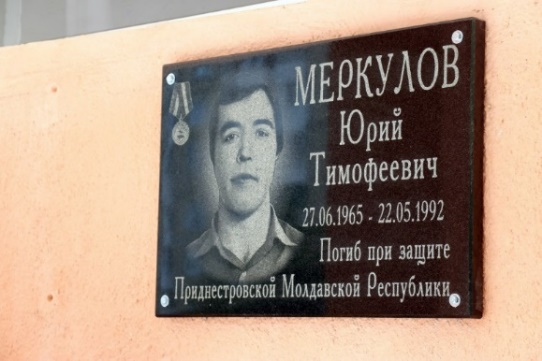 МЕРКУЛОВ
Юрий
Тимофеевич
27.06.1965 - 22.05.1992
Погиб при защите
Приднестровской Молдавской Республики